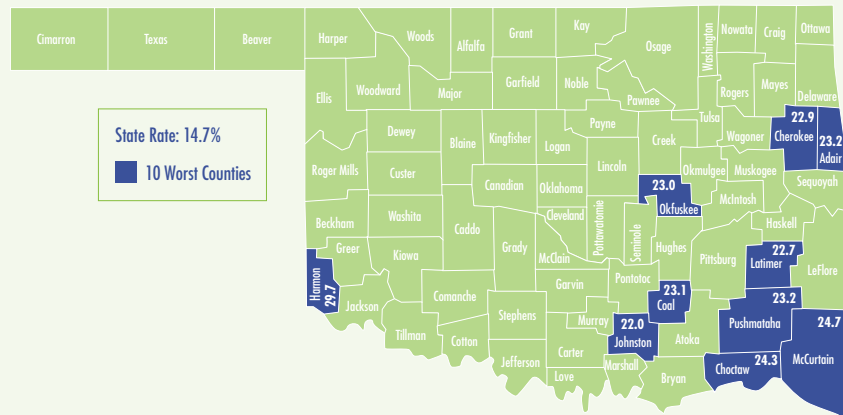 Cimarron
Texas
Beaver
Harper
Woods
Alfalfa
Grant
Kay
Osage
Washington
Nowata
Craig
Ottawa
Ellis
Woodward
Major
Garfield
Noble
Pawnee
Rogers
Mayes
Delaware
State Rate: 14.7%
10 Worst Counties
Dewey
Blaine
Kingfisher
Logan
Payne
Creek
Tulsa
Wagoner
22.9
Cherokee
23.2
Adair
Roger Mills
Custer
Canadian
Oklahoma
Lincoln
Okmulgee
Muskogee
Sequoyah
23.0
Okfuskee
McIntosh
Beckham
Washita
Caddo
Grady
Cleveland
Pottawatomie
Seminole
Hughes
Haskell
Greer
Kiowa
McClain
Pittsburg
22.7
Latimer
LeFlore
Harmon
29.7
Jackson
Comanche
Garvin
Pontotoc
23.1
Coal
23.2
Pushmataha
24.7
McCurtain
Tillman
Cotton
Stephens
Murray
22.0
Johnston
Atoka
Jefferson
Carter
Love
Marshall
Bryan
Choctaw
24.3